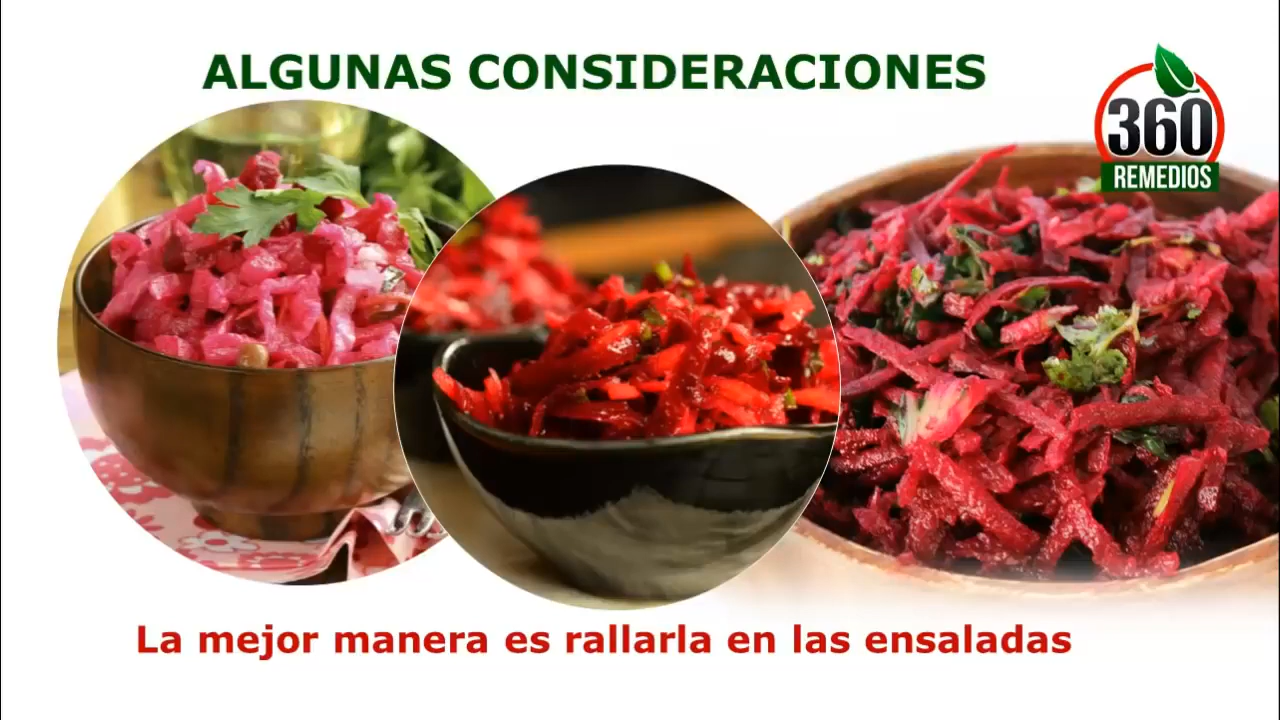 ALGUNAS CONSIDERACIONES
360
REMEDIOS
La mejor manera es rallarla en las ensaladas